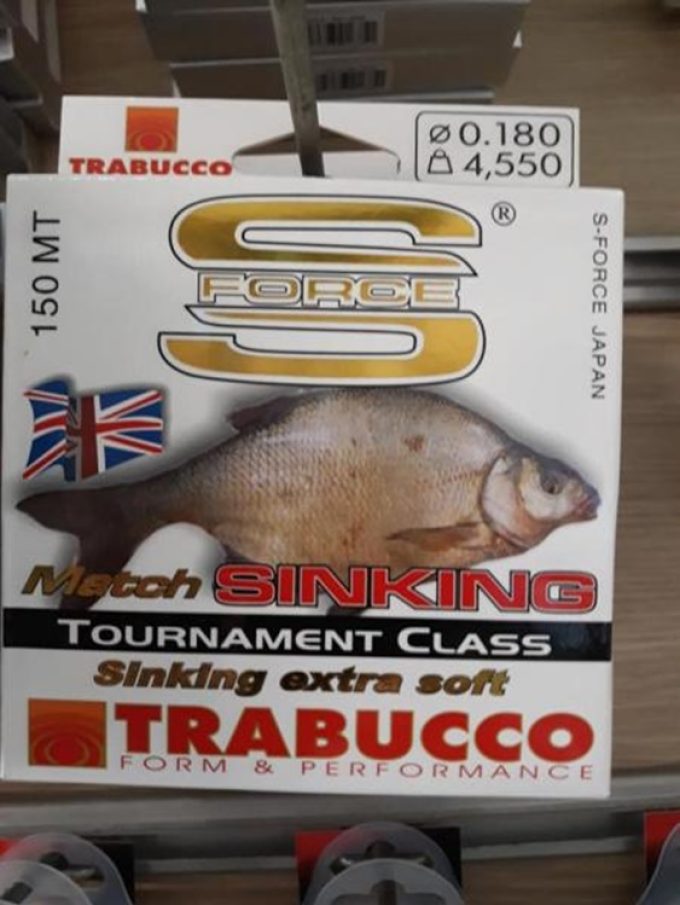 TRABUCCO
⌀ 0.180
4,550
S
FORCE
®
150 MT
S-FORCE JAPAN
Match SINKING
TOURNAMENT CLASS
Sinking extra soft
TRABUCCO
FORM & PERFORMANCE